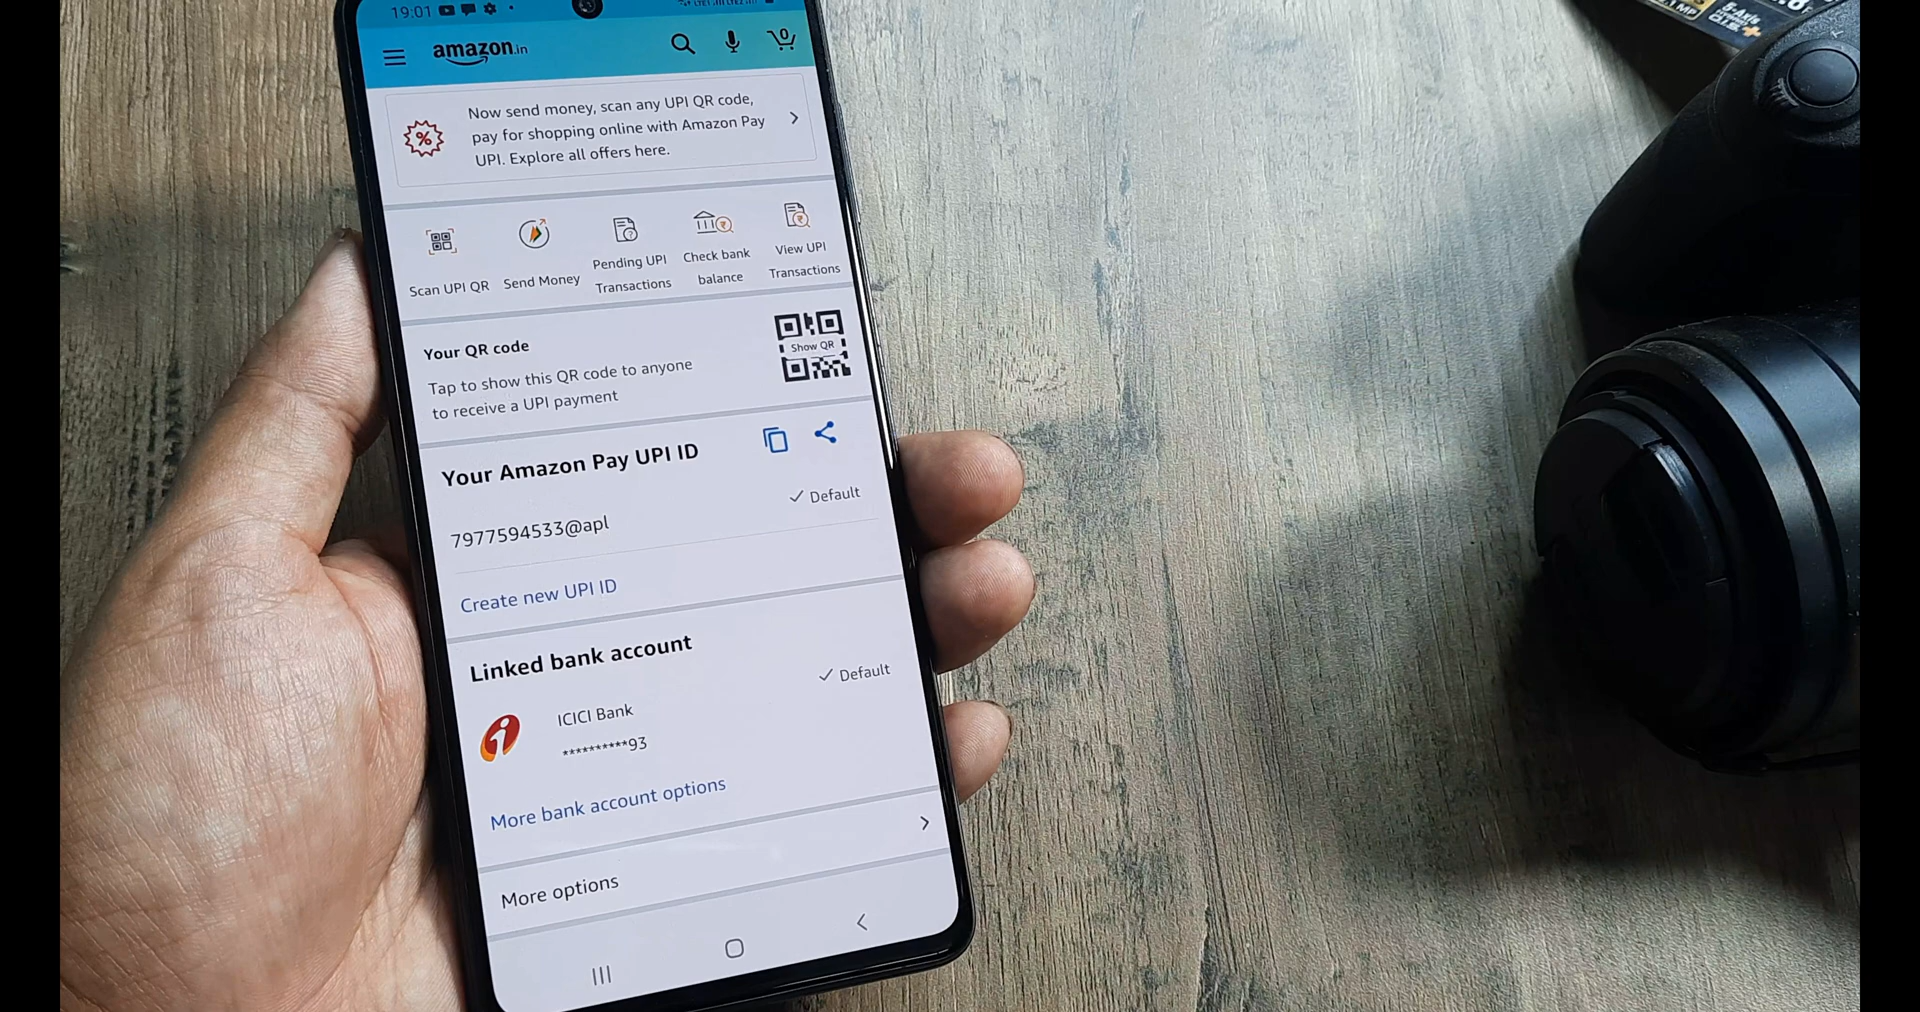 19:01
amazon.in
0
Now send money, scan any UPI QR code,
pay for shopping online with Amazon Pay
UPI. Explore all offers here.
Scan UPI QR
Send Money
Pending UPI
Transactions
Check bank
balance
View UPI
Transactions
Your QR code
Tap to show this QR code to anyone
to receive a UPI payment
Show QR
Your Amazon Pay UPI ID
Default
7977594533@apl
Create new UPI ID
Linked bank account
Default
ICICI Bank
**********93
More bank account options
More options
5-Axis